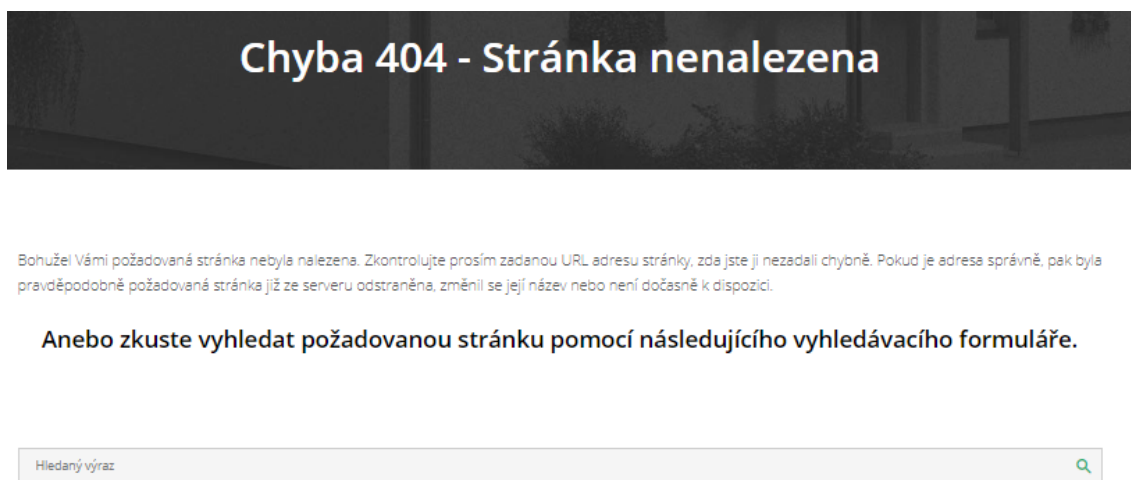 Chyba 404 - Stránka nenalezena
Bohužel Vámi požadovaná stránka nebyla nalezena. Zkontrolujte prosím zadanou URL adresu stránky, zda jste ji nezadali chybně. Pokud je adresa správně, pak byla
pravděpodobně požadovaná stránka již ze serveru odstraněna, změnil se její název nebo není dočasně k dispozici.
Anebo zkuste vyhledat požadovanou stránku pomocí následujícího vyhledávacího formuláře.
Hledaný výraz